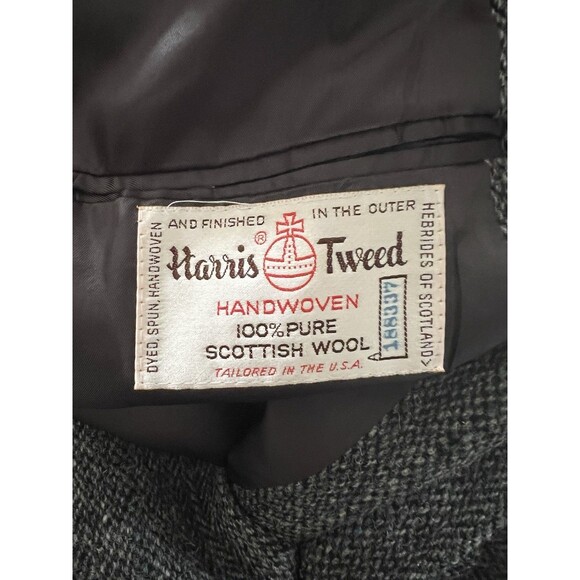 DYED, SPUN, HANDWOVEN
AND FINISHED IN THE OUTER
HEBRIDES OF SCOTLAND>
Harris ® Tweed
HANDWOVEN
100% PURE
SCOTTISH WOOL
188337
TAILORED IN THE U.S.A.